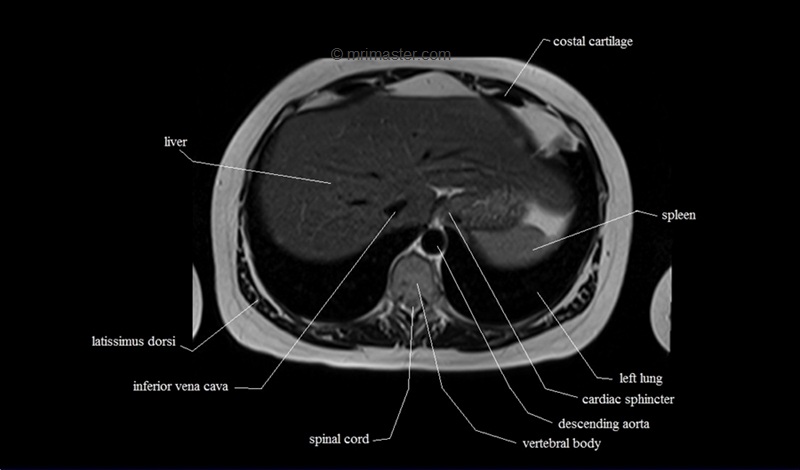 costal cartilage
© mrimaster.com
liver
spleen
latissimus dorsi
left lung
inferior vena cava
cardiac sphincter
descending aorta
spinal cord
vertebral body